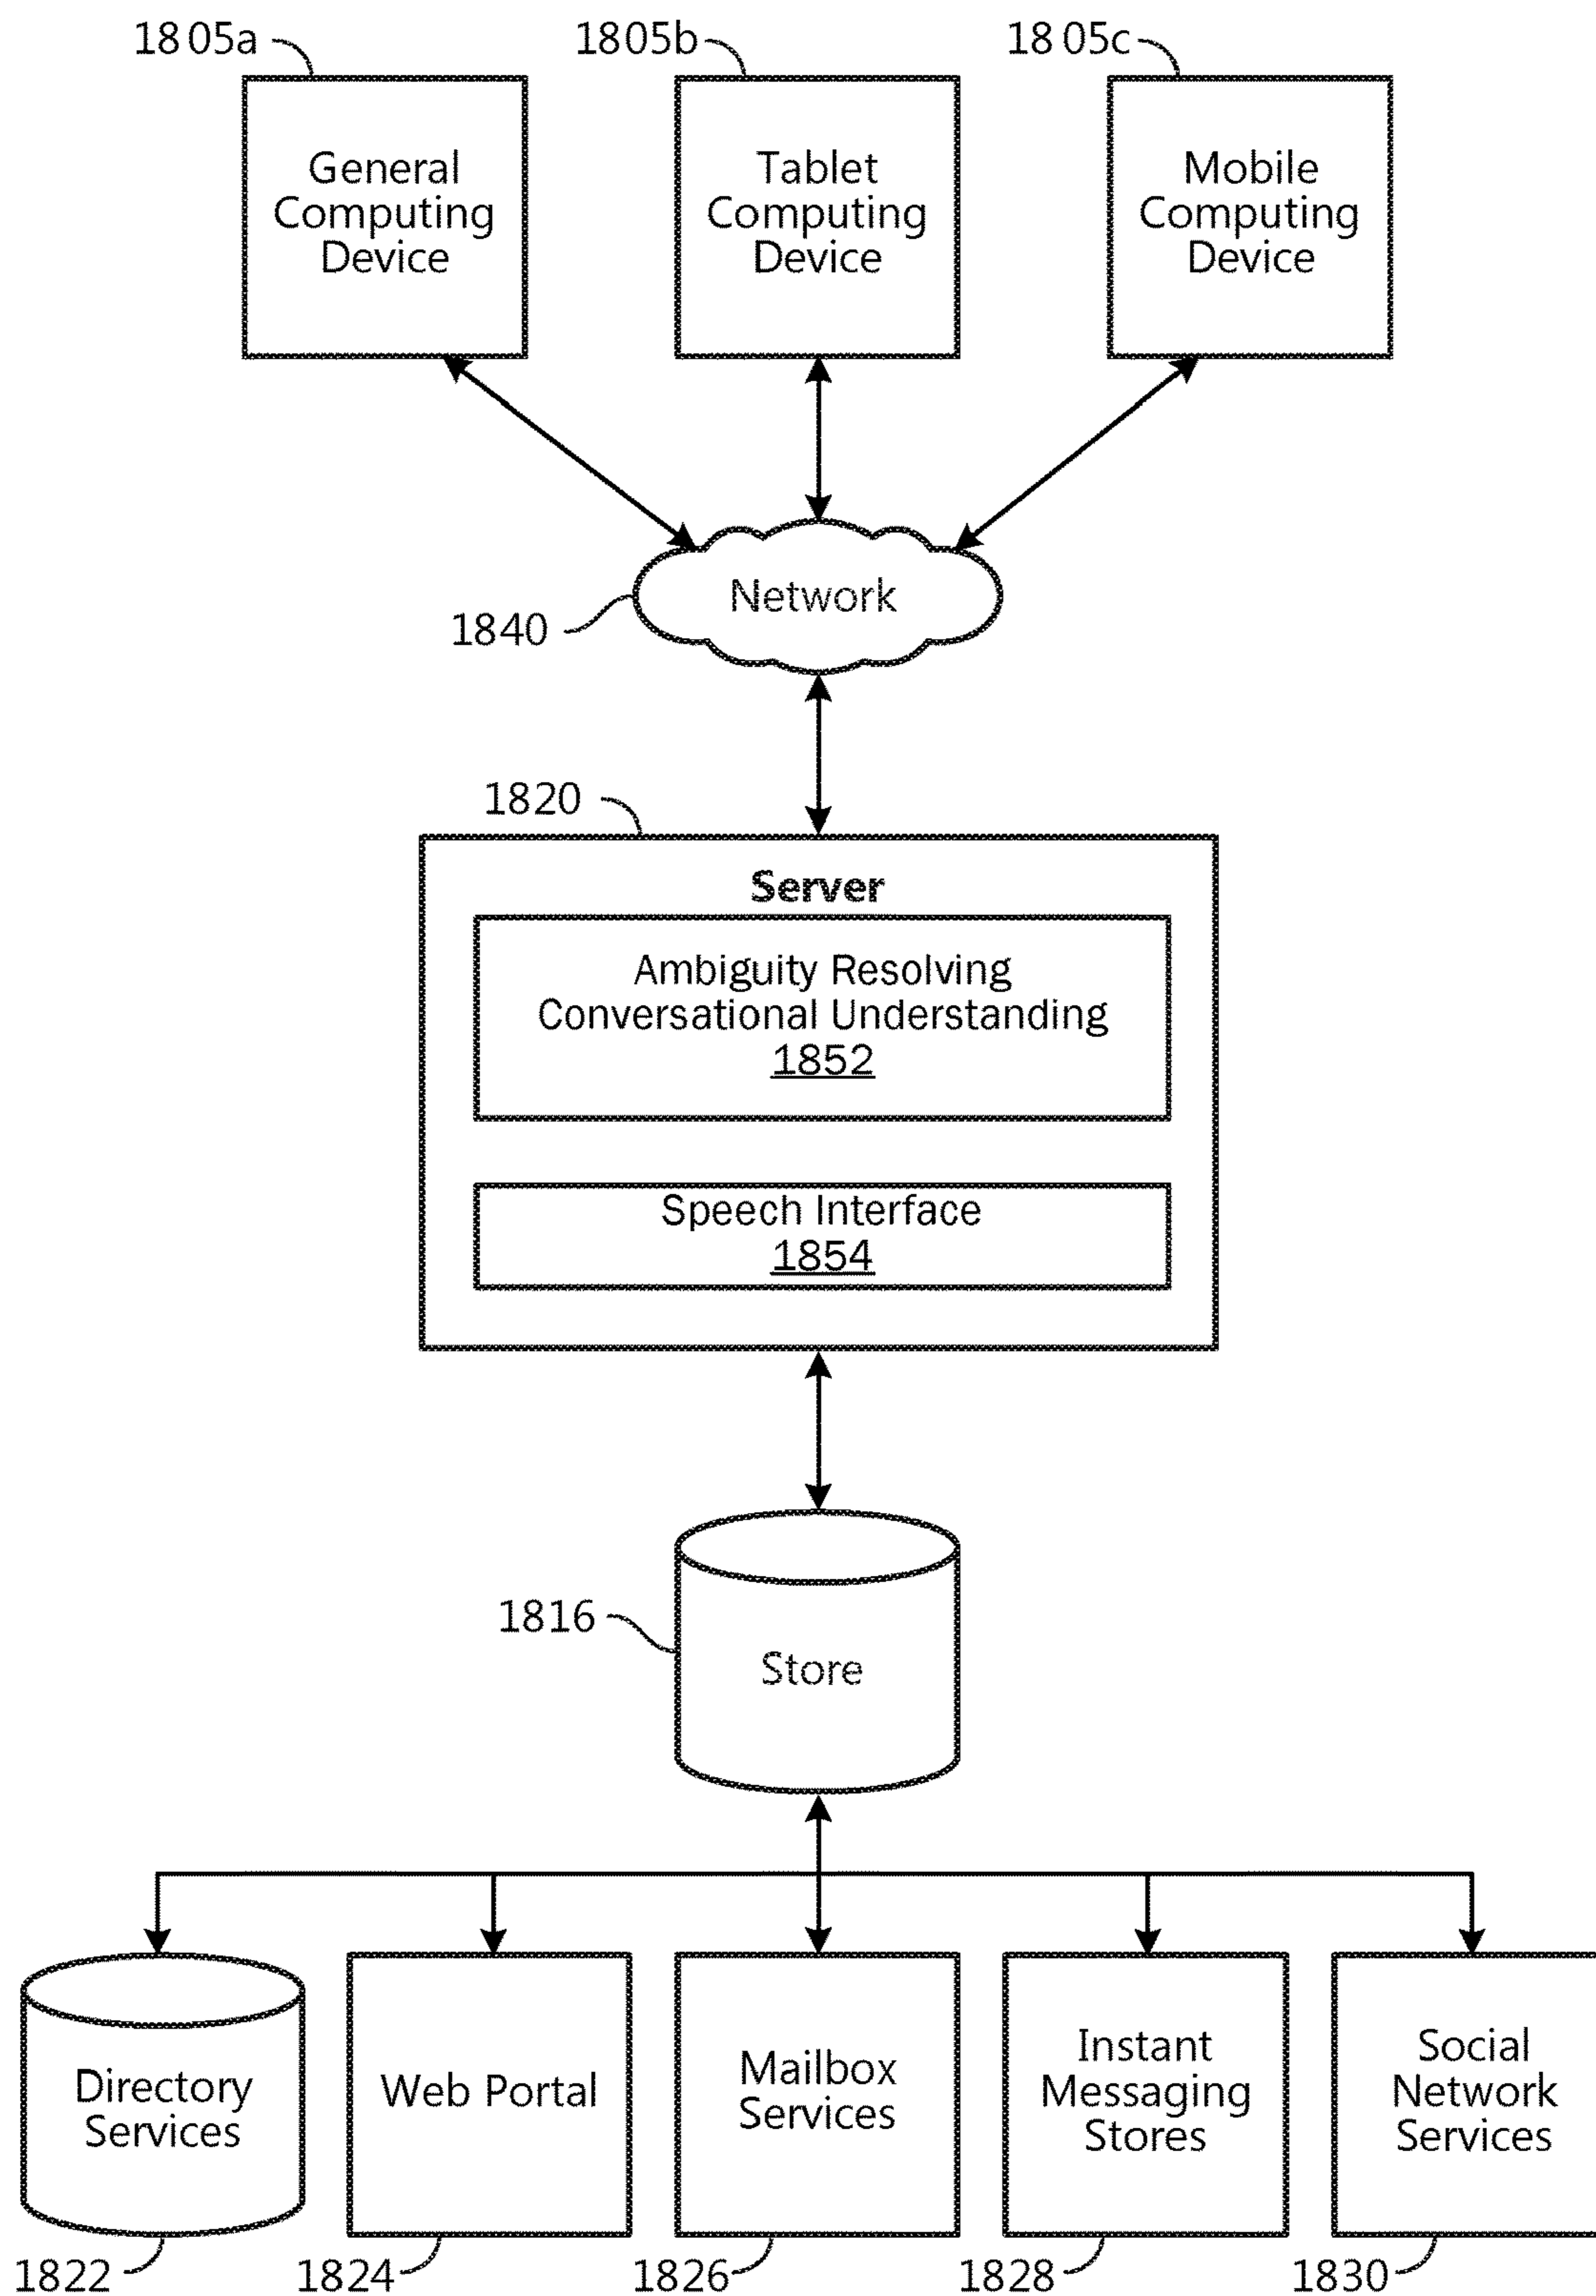 1805a
1805b
1805c
General
Computing
Device
Tablet
Computing
Device
Mobile
Computing
Device
Network
1840
1820
Server
Ambiguity Resolving
Conversational Understanding
1852
Speech Interface
1854
1816
Store
Directory
Services
Web Portal
Mailbox
Services
Instant
Messaging
Stores
Social
Network
Services
1822
1824
1826
1828
1830